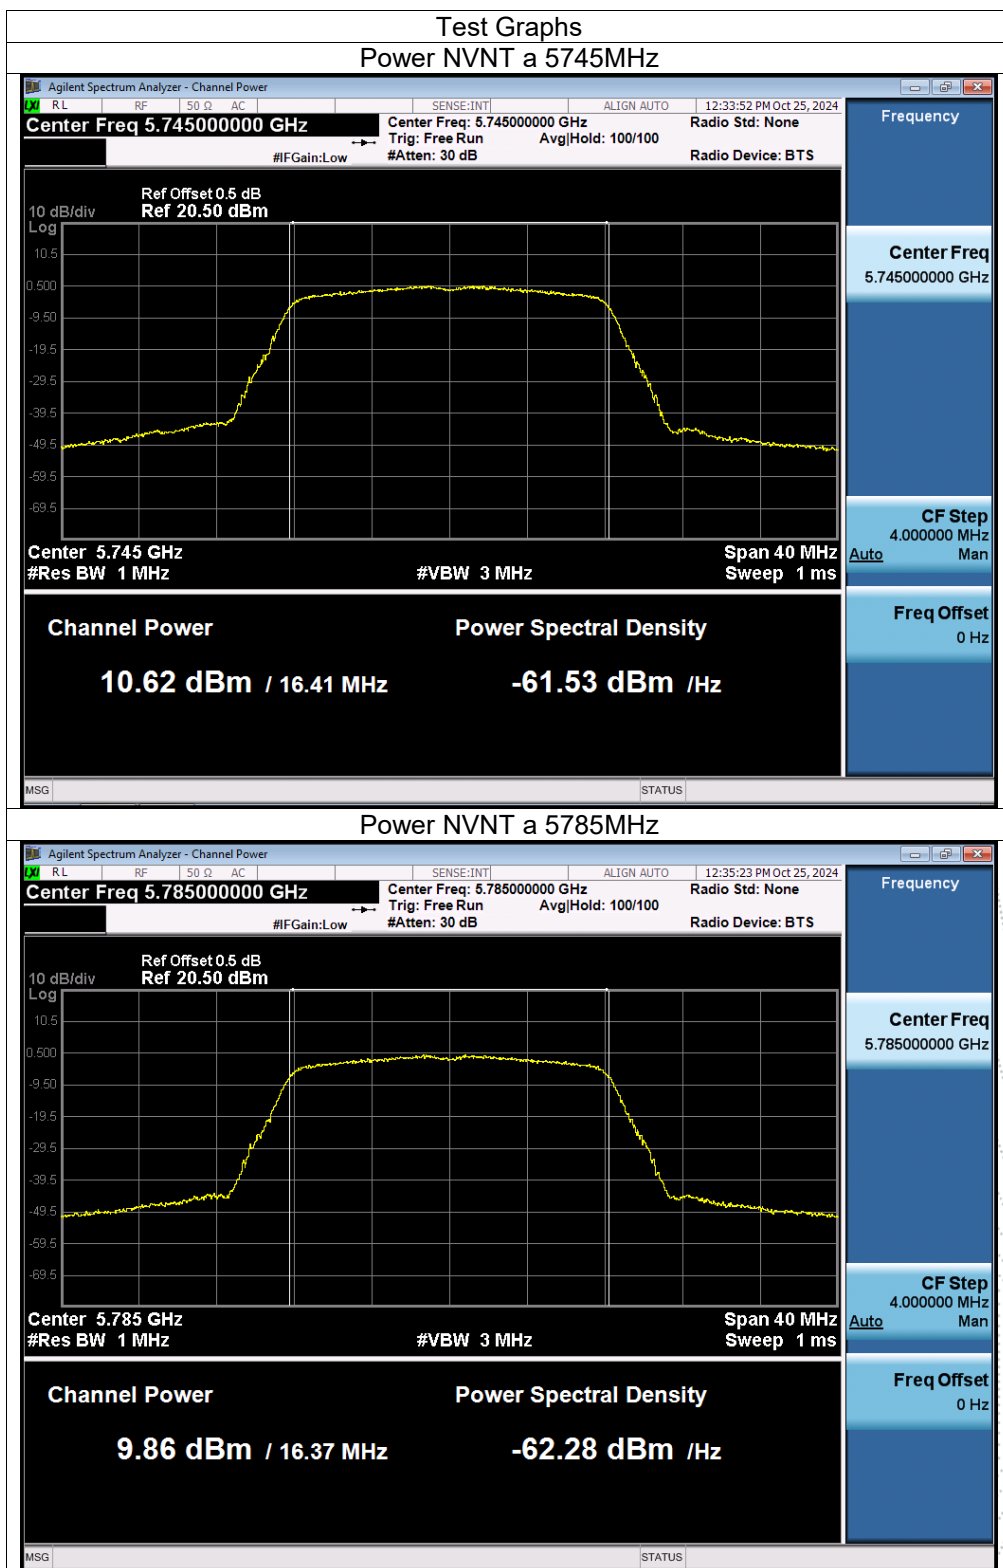 Test Graphs
Power NVNT a 5745MHz
Agilent Spectrum Analyzer - Channel Power
LXI RL RF 50 Ω AC SENSE:INT ALIGN AUTO 12:33:52 PM Oct 25, 2024
Center Freq 5.745000000 GHz Center Freq: 5.745000000 GHz Radio Std: None Frequency
Trig: Free Run Avg|Hold: 100/100
#IFGain:Low #Atten: 30 dB Radio Device: BTS
Ref Offset 0.5 dB
10 dB/div Ref 20.50 dBm
Log
10.5
0.500
-9.50
-19.5
-29.5
-39.5
-49.5
-59.5
-69.5
Center 5.745 GHz Span 40 MHz
#Res BW 1 MHz #VBW 3 MHz Sweep 1 ms
Center Freq
5.745000000 GHz
CF Step
4.000000 MHz
Auto Man
Freq Offset
0 Hz
Channel Power Power Spectral Density
10.62 dBm / 16.41 MHz -61.53 dBm /Hz
MSG STATUS
Power NVNT a 5785MHz
Agilent Spectrum Analyzer - Channel Power
LXI RL RF 50 Ω AC SENSE:INT ALIGN AUTO 12:35:23 PM Oct 25, 2024
Center Freq 5.785000000 GHz Center Freq: 5.785000000 GHz Radio Std: None Frequency
Trig: Free Run Avg|Hold: 100/100
#IFGain:Low #Atten: 30 dB Radio Device: BTS
Ref Offset 0.5 dB
10 dB/div Ref 20.50 dBm
Log
10.5
0.500
-9.50
-19.5
-29.5
-39.5
-49.5
-59.5
-69.5
Center 5.785 GHz Span 40 MHz
#Res BW 1 MHz #VBW 3 MHz Sweep 1 ms
Center Freq
5.785000000 GHz
CF Step
4.000000 MHz
Auto Man
Freq Offset
0 Hz
Channel Power Power Spectral Density
9.86 dBm / 16.37 MHz -62.28 dBm /Hz
MSG STATUS